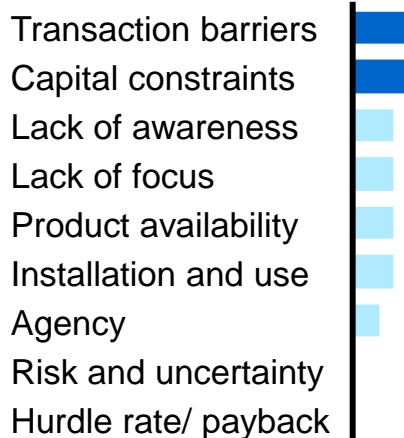 Transaction barriers
Capital constraints
Lack of awareness
Lack of focus
Product availability
Installation and use
Agency
Risk and uncertainty
Hurdle rate/ payback